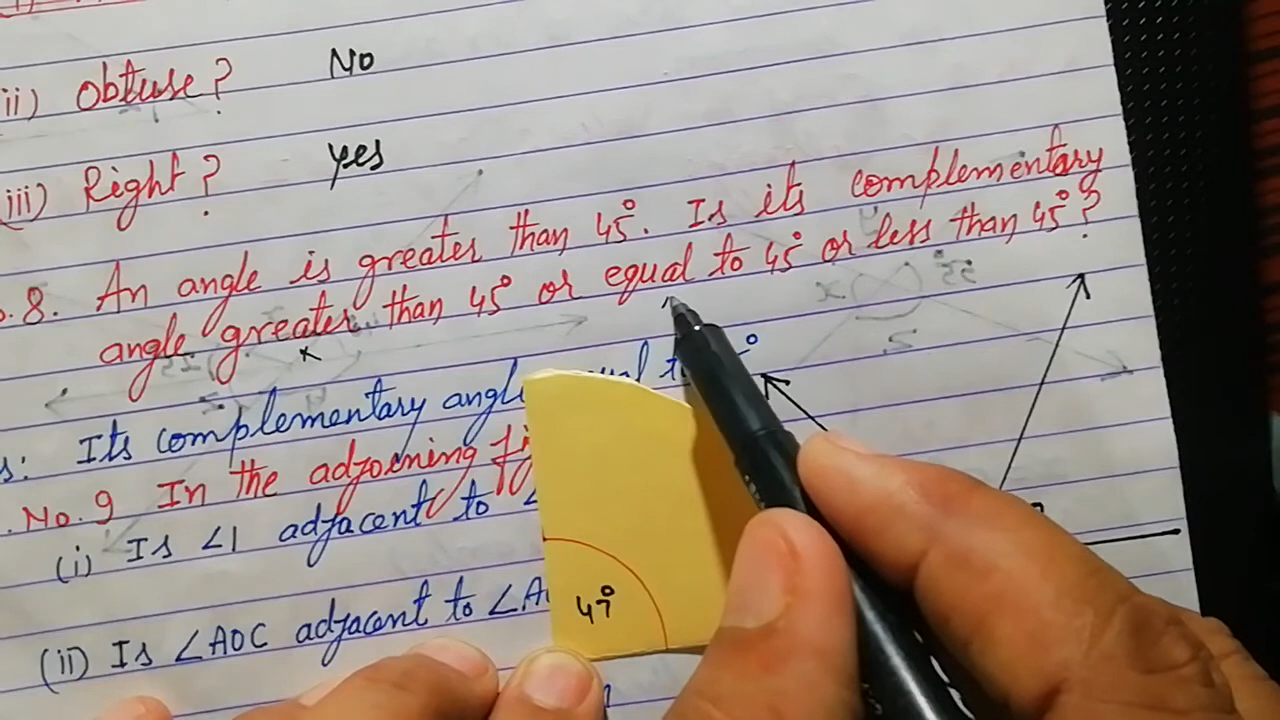 ii) Obtuse? No
(iii) Right? yes
.8. An angle is greater than 45°. Is its complementary
angle greater than 45° or equal to 45° or less than 45°?
s: Its complementary angle
.No.9 In the adjoening
(i) Is ∠1 adjacent to ∠
(ii) Is ∠AOC adjacent to ∠A
47°